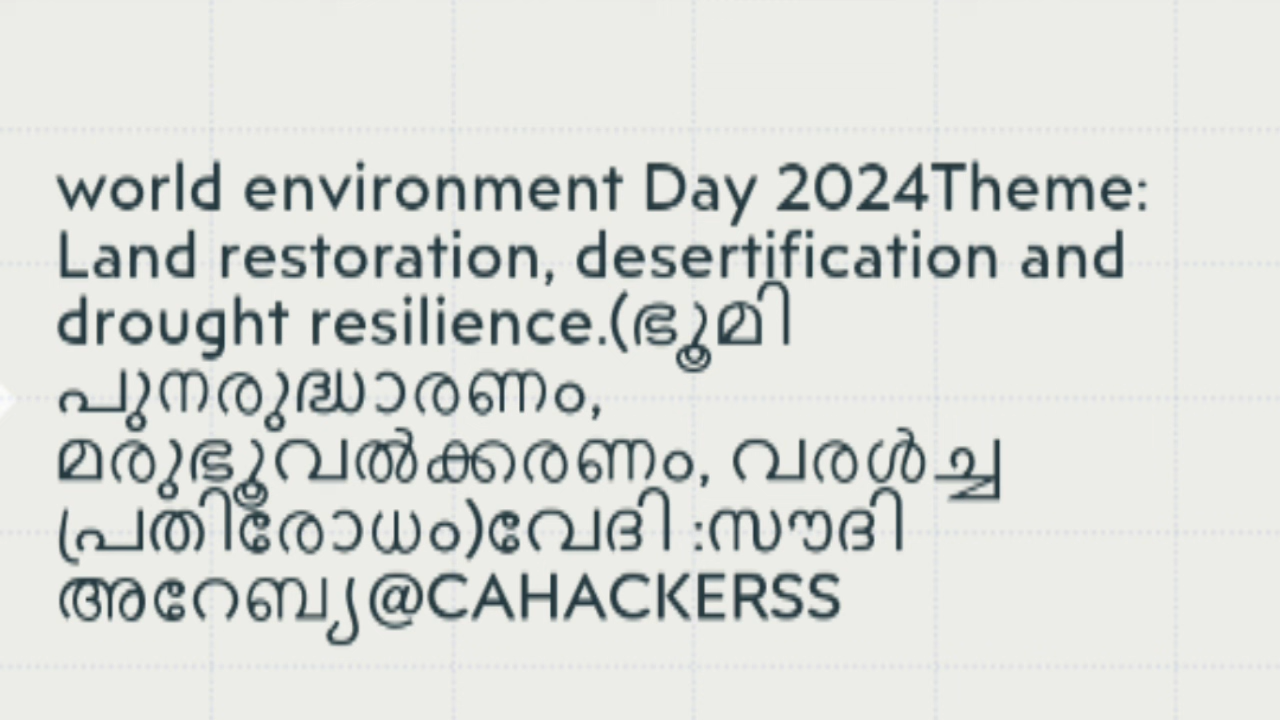 world environment Day 2024Theme:
Land restoration, desertification and
drought resilience.(ഭൂമി
പുനരുദ്ധാരണം,
മരുഭൂവൽക്കരണം, വരൾച്ച
പ്രതിരോധം)വേദി :സൗദി
അറേബ്യ@CAHACKERSS